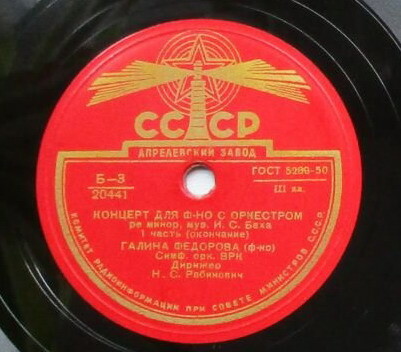 СССР
АПРЕЛЕВСКИЙ ЗАВОД
Б-3
20441
ГОСТ 5289-50
III кл.
КОНЦЕРТ ДЛЯ Ф-НО С ОРКЕСТРОМ
ре минор, муз. И. С. Баха
1 часть (окончание)
ГАЛИНА ФЕДОРОВА (ф-но)
Симф. орк. ВРК
Дирижер
Н. С. Рабинович
КОМИТЕТ РАДИОИНФОРМАЦИИ ПРИ СОВЕТЕ МИНИСТРОВ СССР